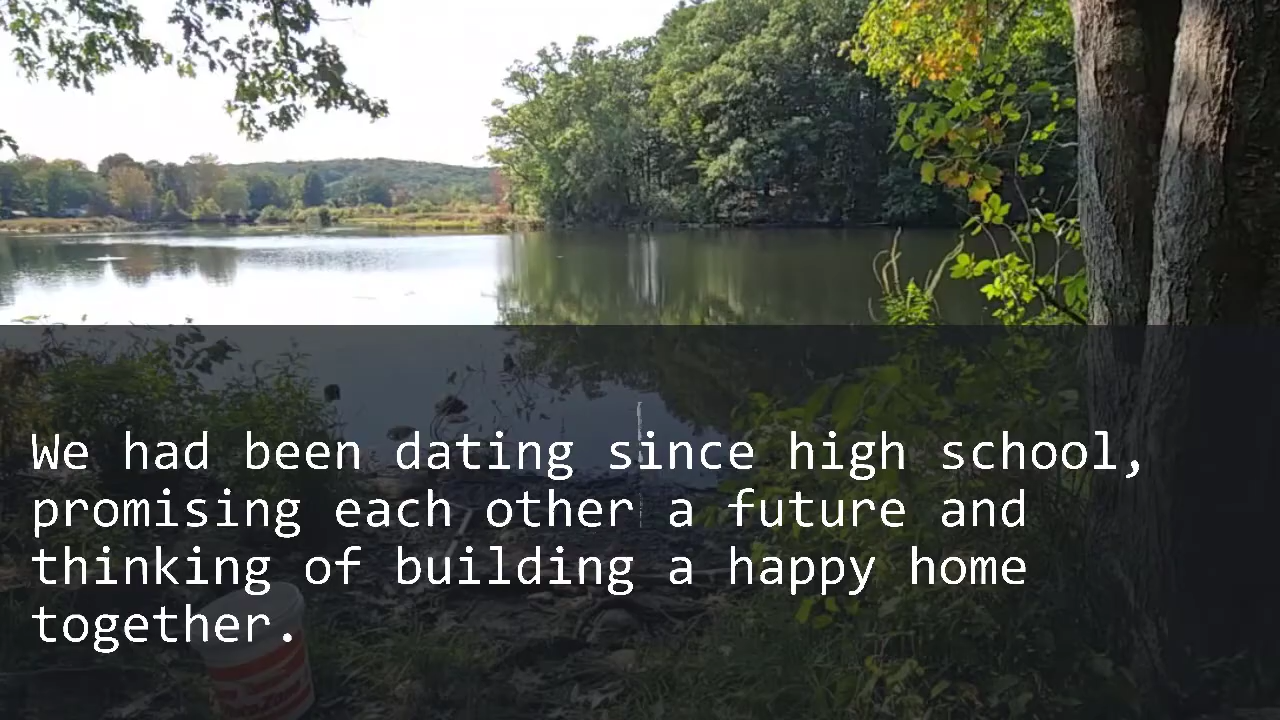 We had been dating since high school,
promising each other a future and
thinking of building a happy home
together.